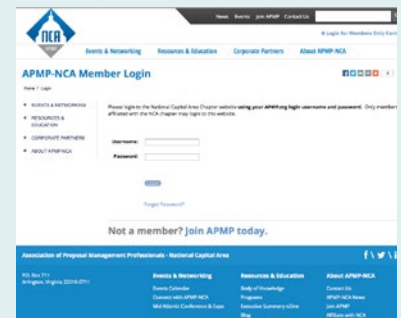 News Events Join APMP Contact Us
Login for Members Only Content
NCA
APMP
Events & Networking Resources & Education Corporate Partners About APMP-NCA
APMP-NCA Member Login
Home / Login
EVENTS & NETWORKING
RESOURCES & EDUCATION
CORPORATE PARTNERS
ABOUT APMP-NCA
Please login to the National Capital Area Chapter website using your APMP.org login username and password. Only members
affiliated with the NCA chapter may login to this website.
Username:
Password:
Forgot Password?
Not a member? Join APMP today.
Association of Proposal Management Professionals - National Capital Area
P.O. Box 711
Arlington, Virginia 22216-0711
Events & Networking
Events Calendar
Connect with APMP-NCA
Mid Atlantic Conference & Expo
Resources & Education
Body of Knowledge
Programs
Executive Summary eZine
Blog
About APMP-NCA
Contact Us
APMP-NCA News
Join APMP
Affiliate with NCA